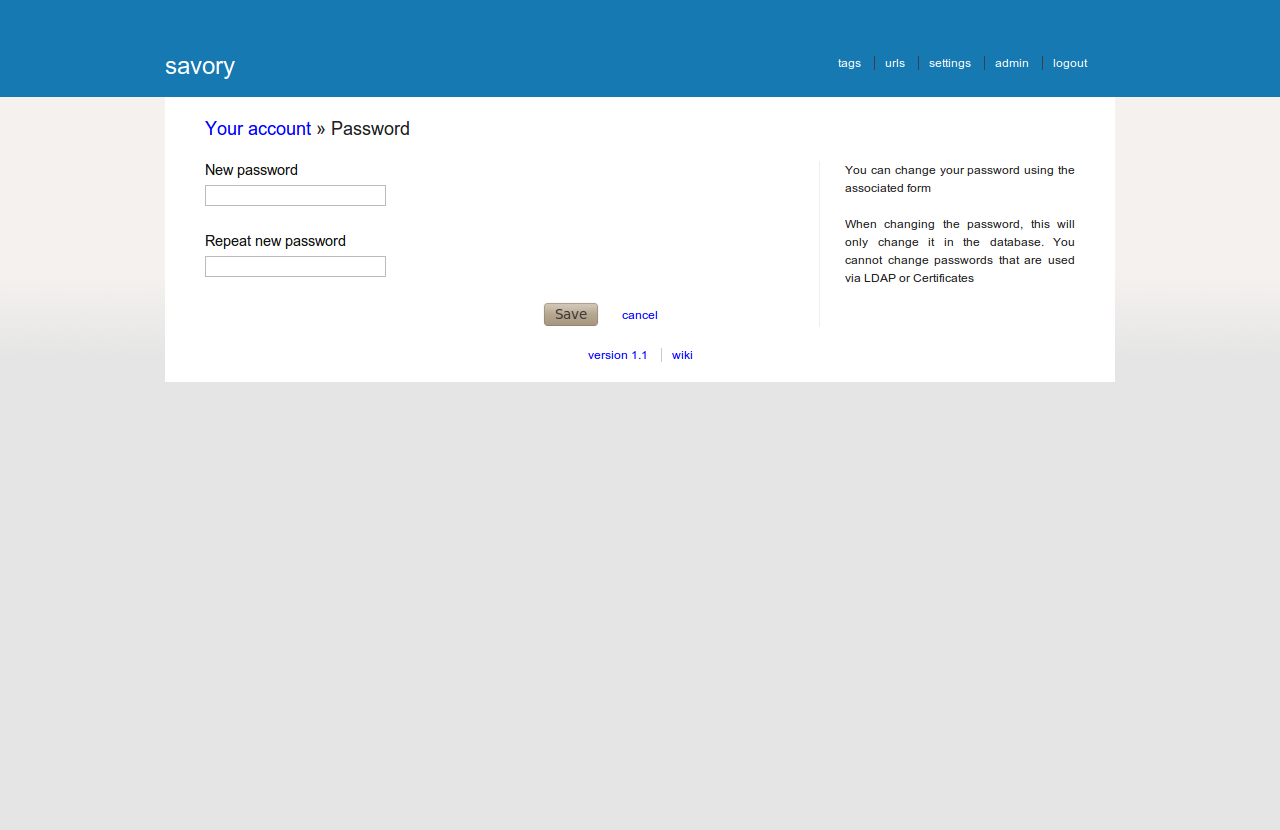 savory
tags urls settings admin logout
Your account » Password
New password
Repeat new password
Save cancel
You can change your password using the
associated form
When changing the password, this will
only change it in the database. You
cannot change passwords that are used
via LDAP or Certificates
version 1.1 wiki